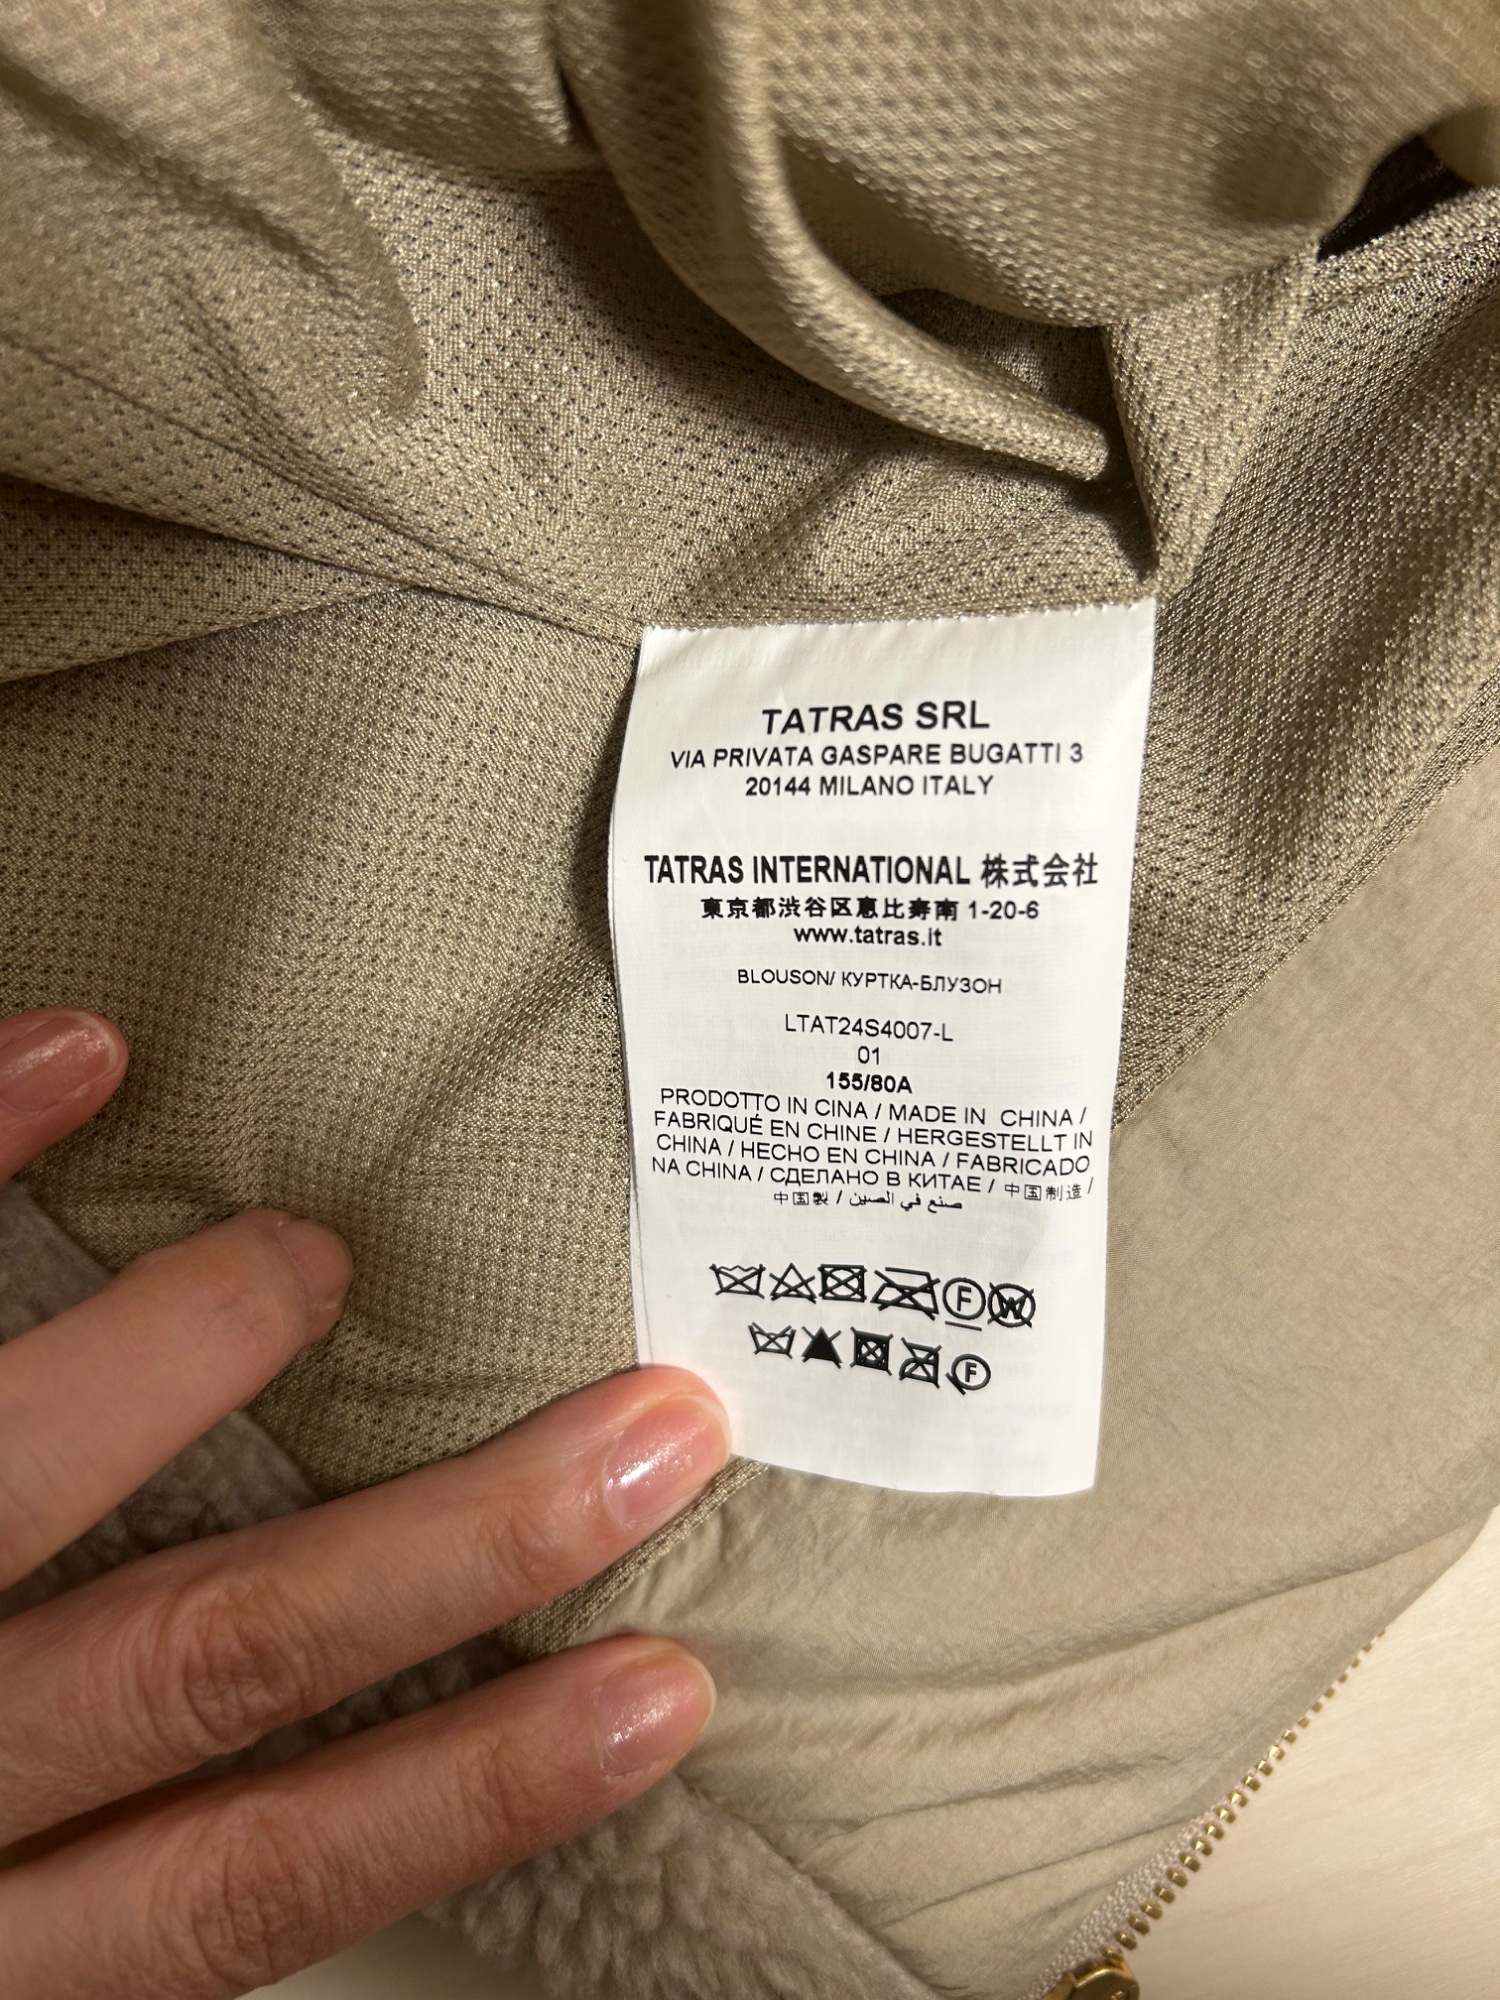 TATRAS SRL
VIA PRIVATA GASPARE BUGATTI 3
20144 MILANO ITALY
TATRAS INTERNATIONAL 株式会社
東京都渋谷区恵比寿南 1-20-6
www.tatras.it
BLOUSON/ КУРТКА-БЛУЗОН
LTAT24S4007-L
01
155/80A
PRODOTTO IN CINA / MADE IN CHINA /
FABRIQUÉ EN CHINE / HERGESTELLT IN
CHINA / HECHO EN CHINA / FABRICADO
NA CHINA / СДЕЛАНО В КИТАЕ / 中国制造 /
中国製 / صنع في الصين
F W
F